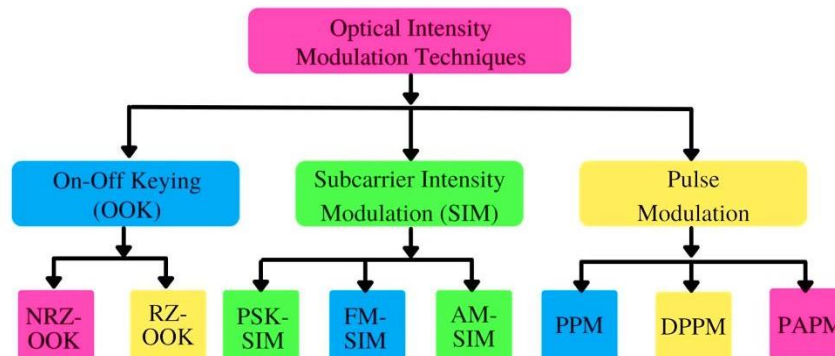 Optical Intensity
Modulation Techniques
On-Off Keying
(OOK)
Subcarrier Intensity
Modulation (SIM)
Pulse
Modulation
NRZ-
OOK
RZ-
OOK
PSK-
SIM
FM-
SIM
AM-
SIM
PPM
DPPM
PAPM